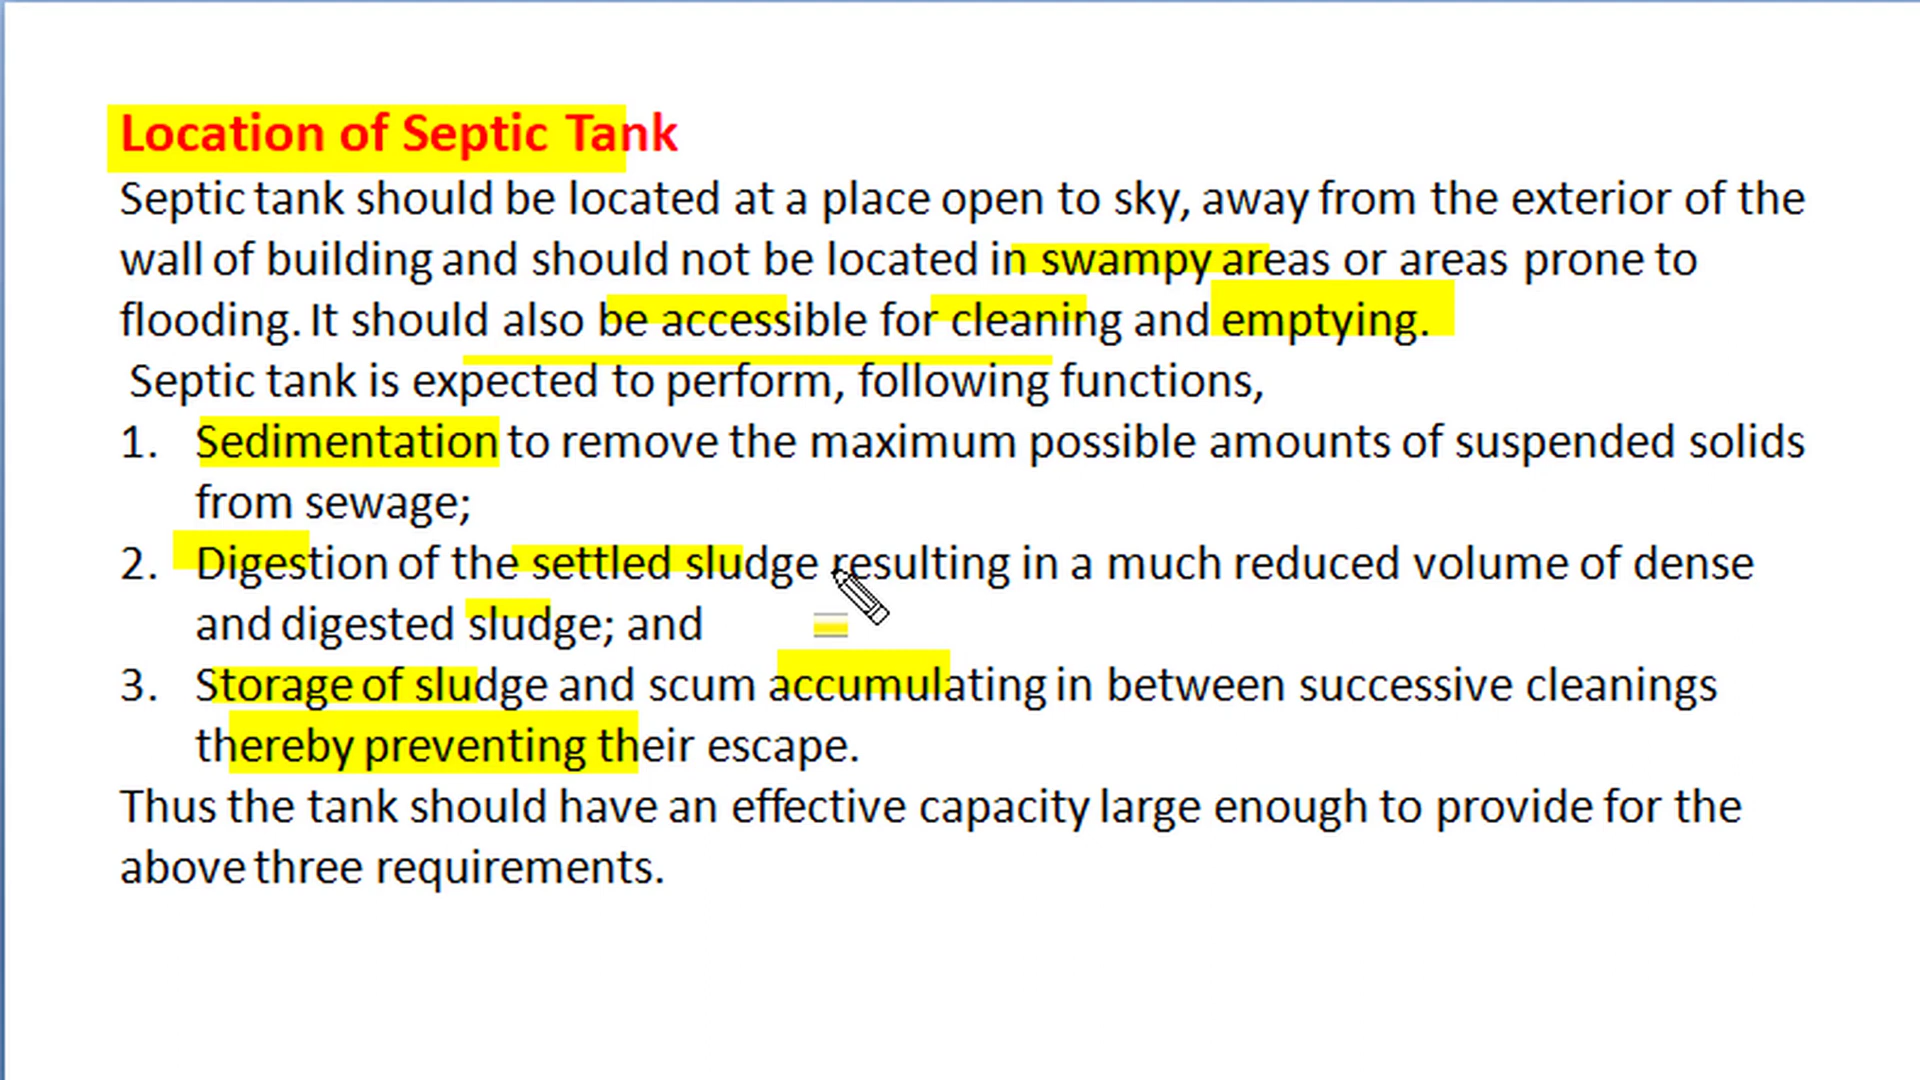 Location of Septic Tank
Septic tank should be located at a place open to sky, away from the exterior of the
wall of building and should not be located in swampy areas or areas prone to
flooding. It should also be accessible for cleaning and emptying.
Septic tank is expected to perform, following functions,
1. Sedimentation to remove the maximum possible amounts of suspended solids
from sewage;
2. Digestion of the settled sludge resulting in a much reduced volume of dense
and digested sludge; and
3. Storage of sludge and scum accumulating in between successive cleanings
thereby preventing their escape.
Thus the tank should have an effective capacity large enough to provide for the
above three requirements.